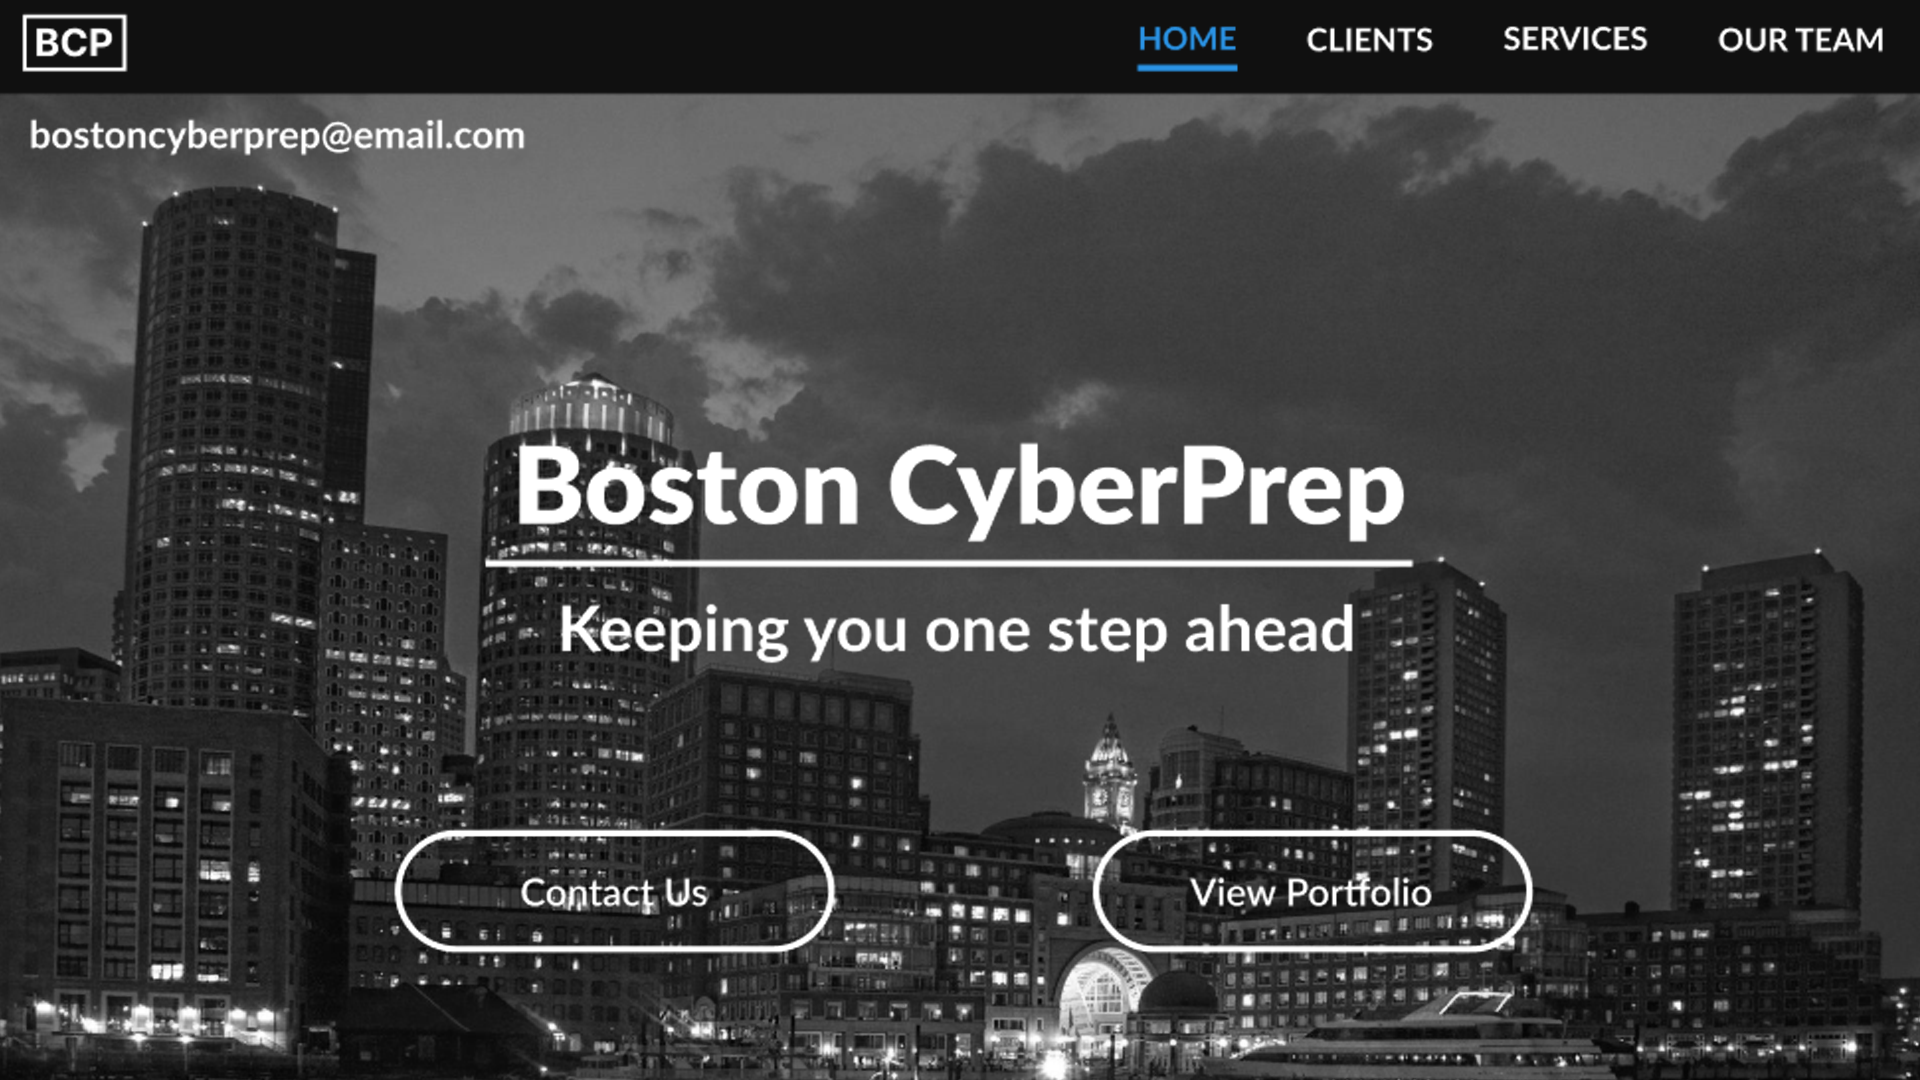 BCP
HOME CLIENTS SERVICES OUR TEAM
bostoncyberprep@email.com
Boston CyberPrep
Keeping you one step ahead
Contact Us View Portfolio